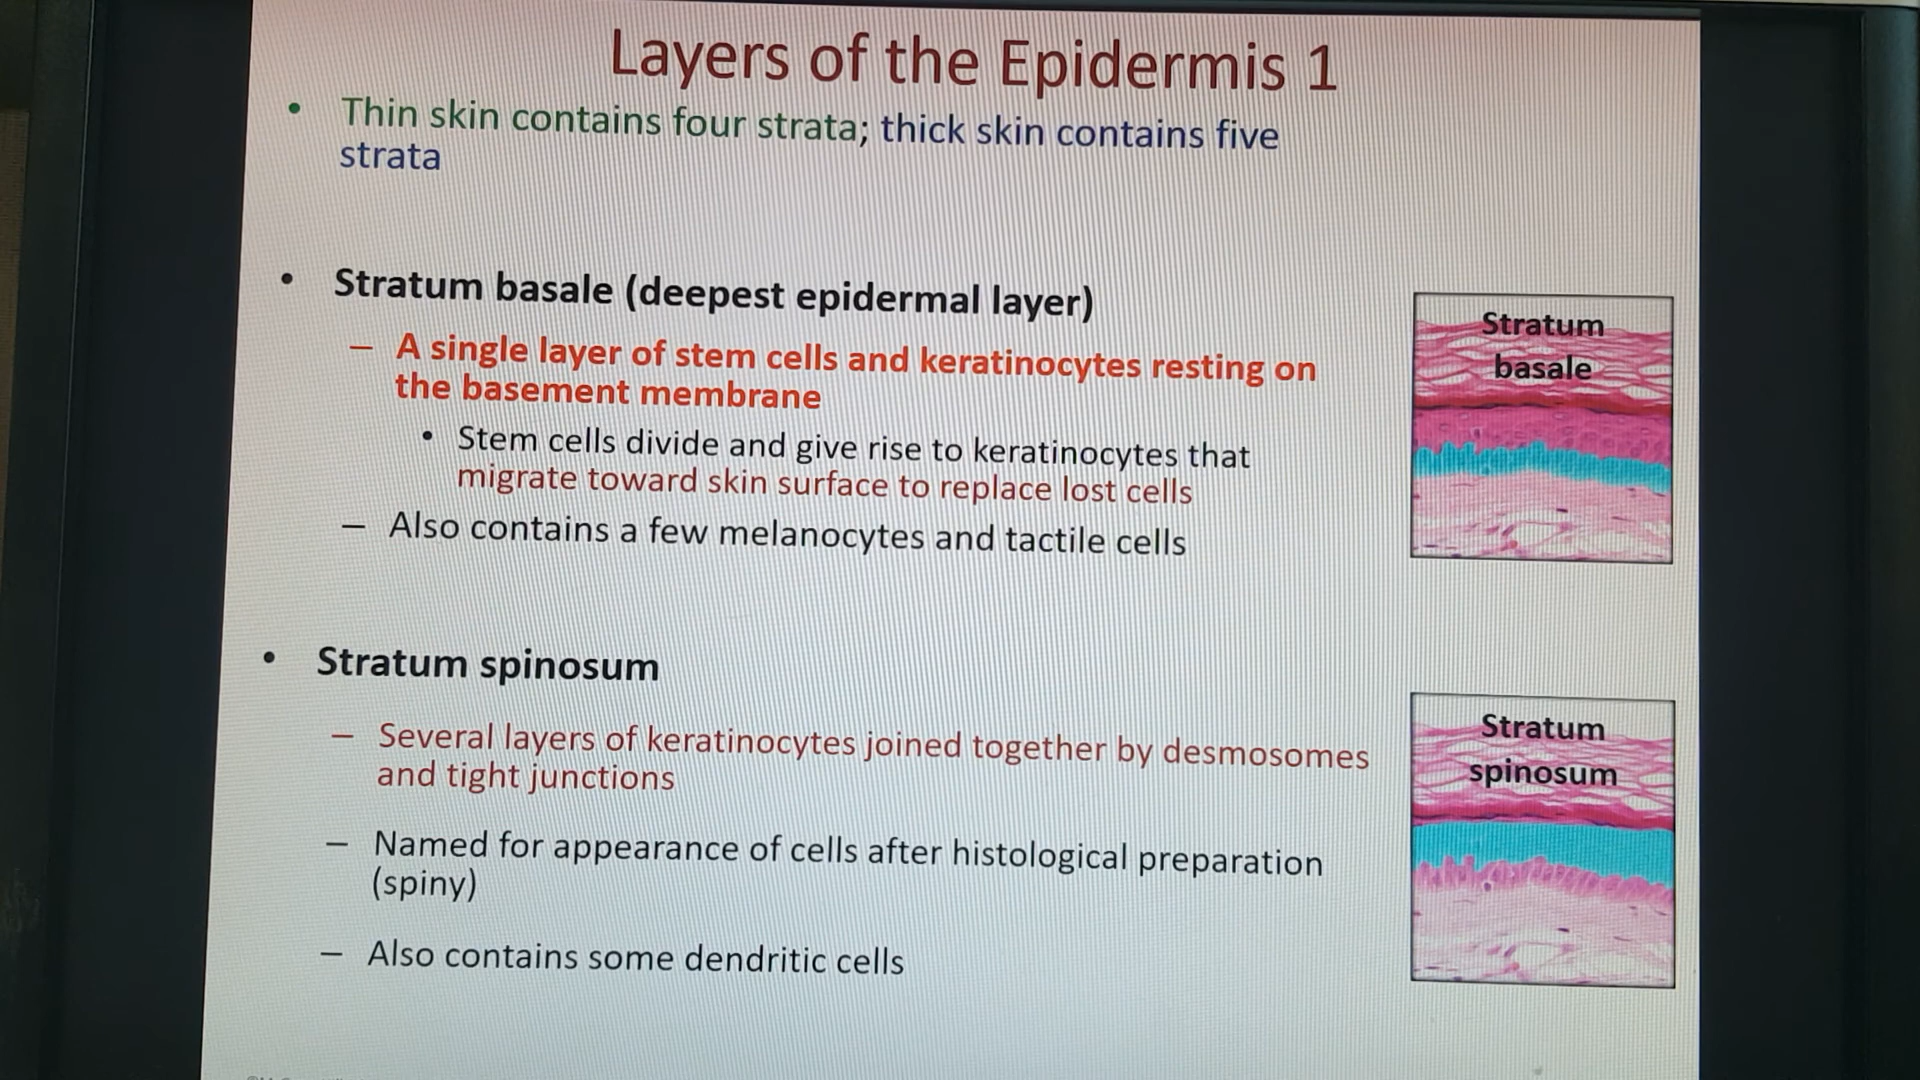 Layers of the Epidermis 1
• Thin skin contains four strata; thick skin contains five
strata
• Stratum basale (deepest epidermal layer)
– A single layer of stem cells and keratinocytes resting on
the basement membrane
• Stem cells divide and give rise to keratinocytes that
migrate toward skin surface to replace lost cells
– Also contains a few melanocytes and tactile cells
Stratum
basale
• Stratum spinosum
– Several layers of keratinocytes joined together by desmosomes
and tight junctions
– Named for appearance of cells after histological preparation
(spiny)
– Also contains some dendritic cells
Stratum
spinosum